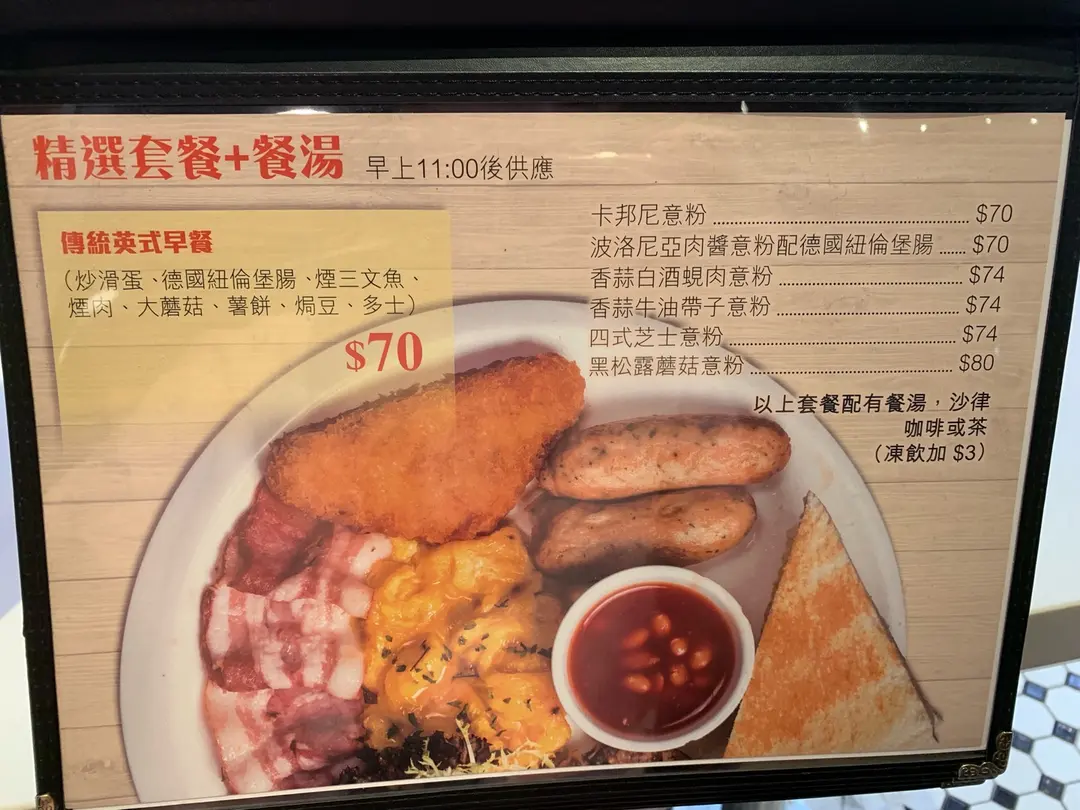 精選套餐+餐湯 早上11:00後供應
傳統英式早餐
（炒滑蛋、德國紐倫堡腸、煙三文魚、
煙肉、大蘑菇、薯餅、焗豆、多士）
$70
卡邦尼意粉 ........................ $70
波洛尼亞肉醬意粉配德國紐倫堡腸 ...... $70
香蒜白酒蜆肉意粉 ........................ $74
香蒜牛油帶子意粉 ........................ $74
四式芝士意粉 ........................ $74
黑松露蘑菇意粉 ........................ $80
以上套餐配有餐湯，沙律
咖啡或茶
（凍飲加 $3）